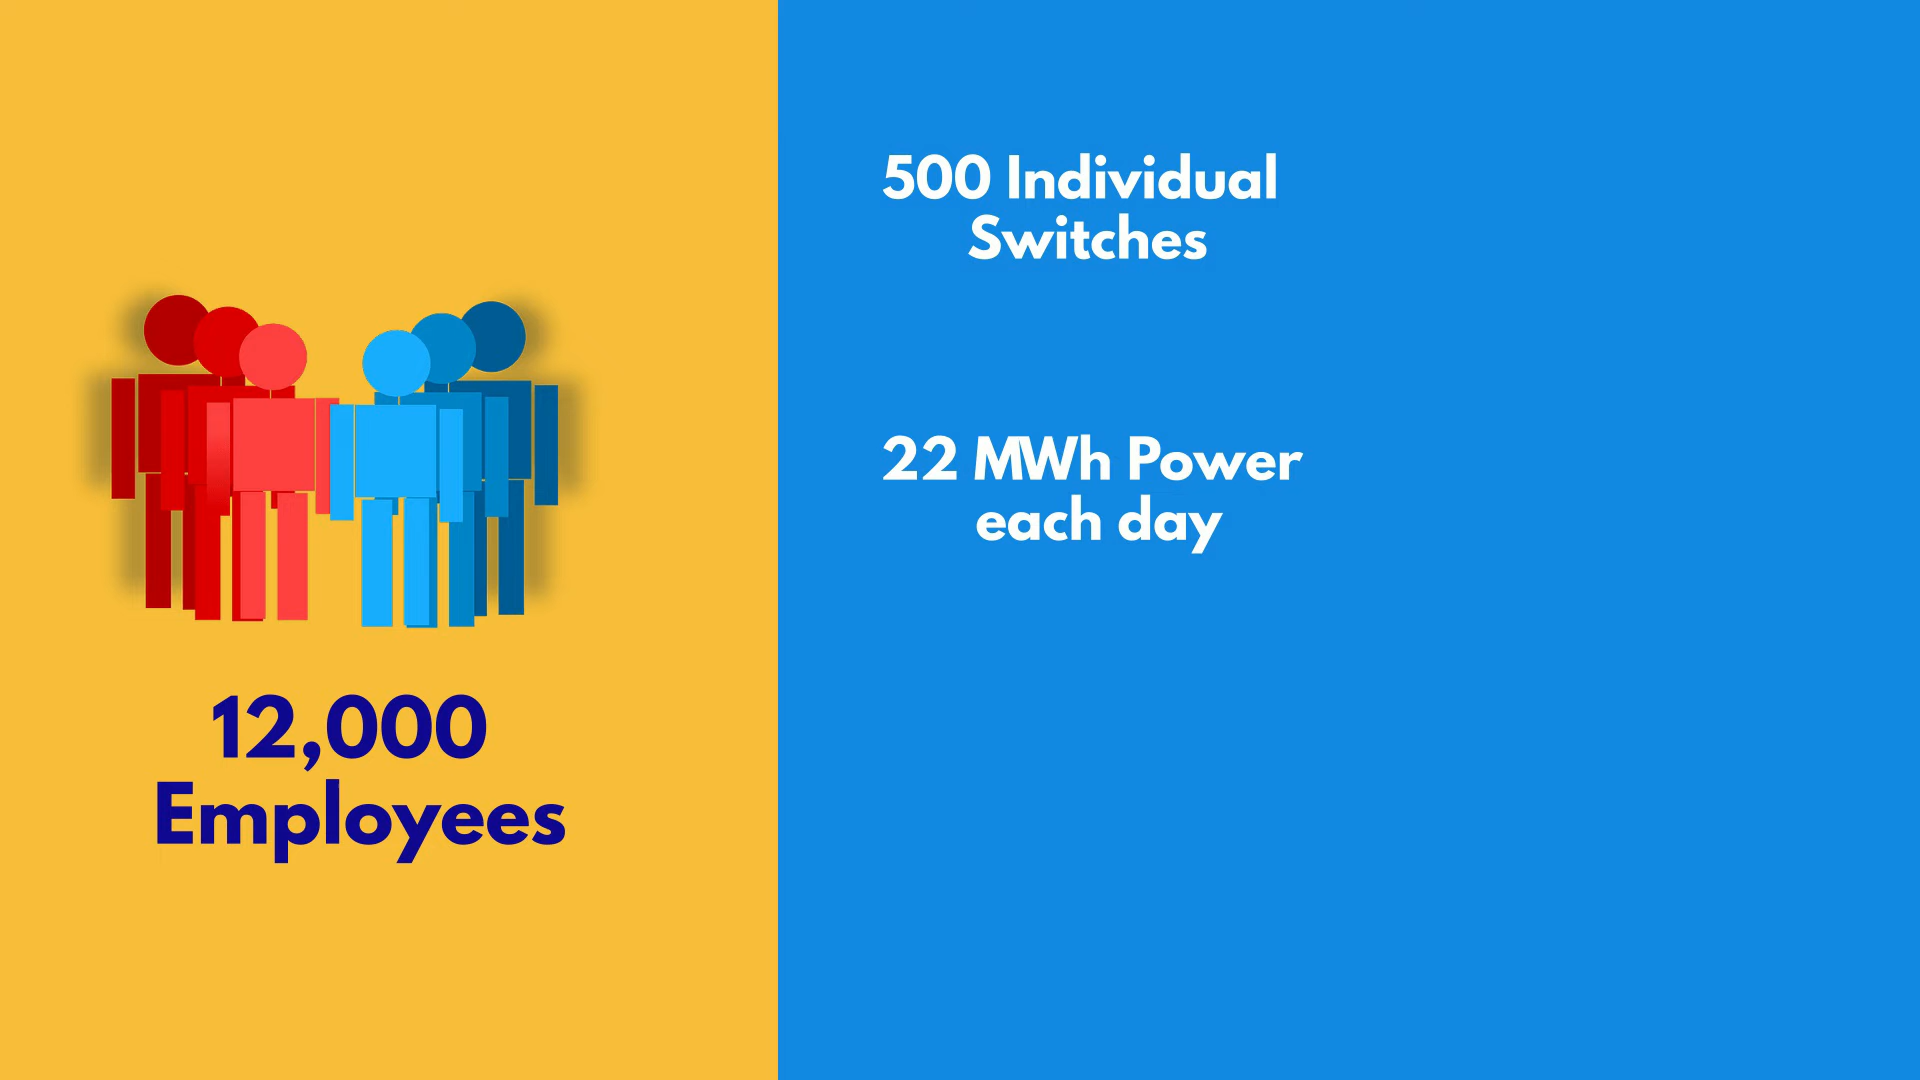 12,000
Employees
500 Individual
Switches
22 MWh Power
each day